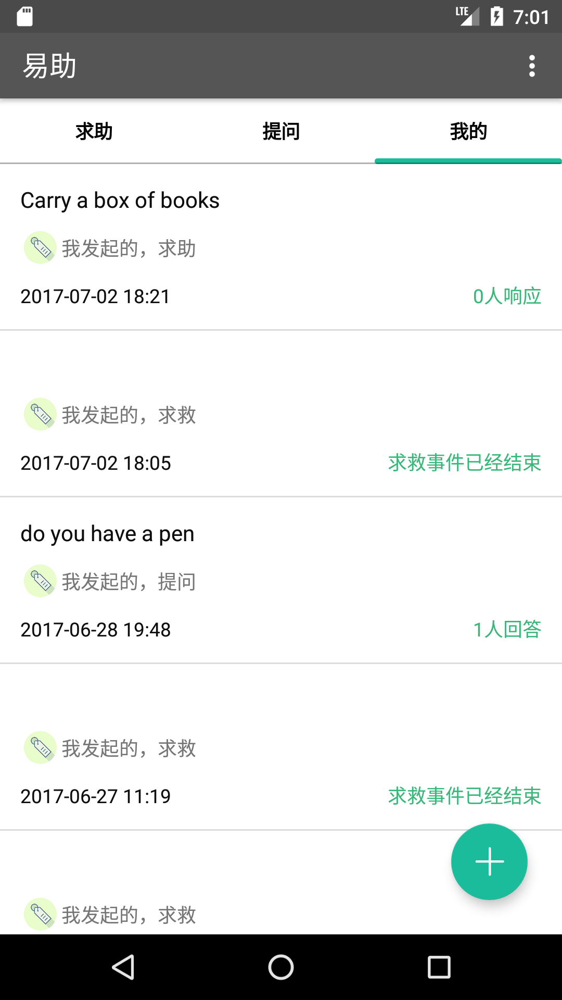 LTE 7:01
易助
求助 提问 我的
Carry a box of books
我发起的，求助
2017-07-02 18:21 0人响应
我发起的，求救
2017-07-02 18:05 求救事件已经结束
do you have a pen
我发起的，提问
2017-06-28 19:48 1人回答
我发起的，求救
2017-06-27 11:19 求救事件已经结束
我发起的，求救